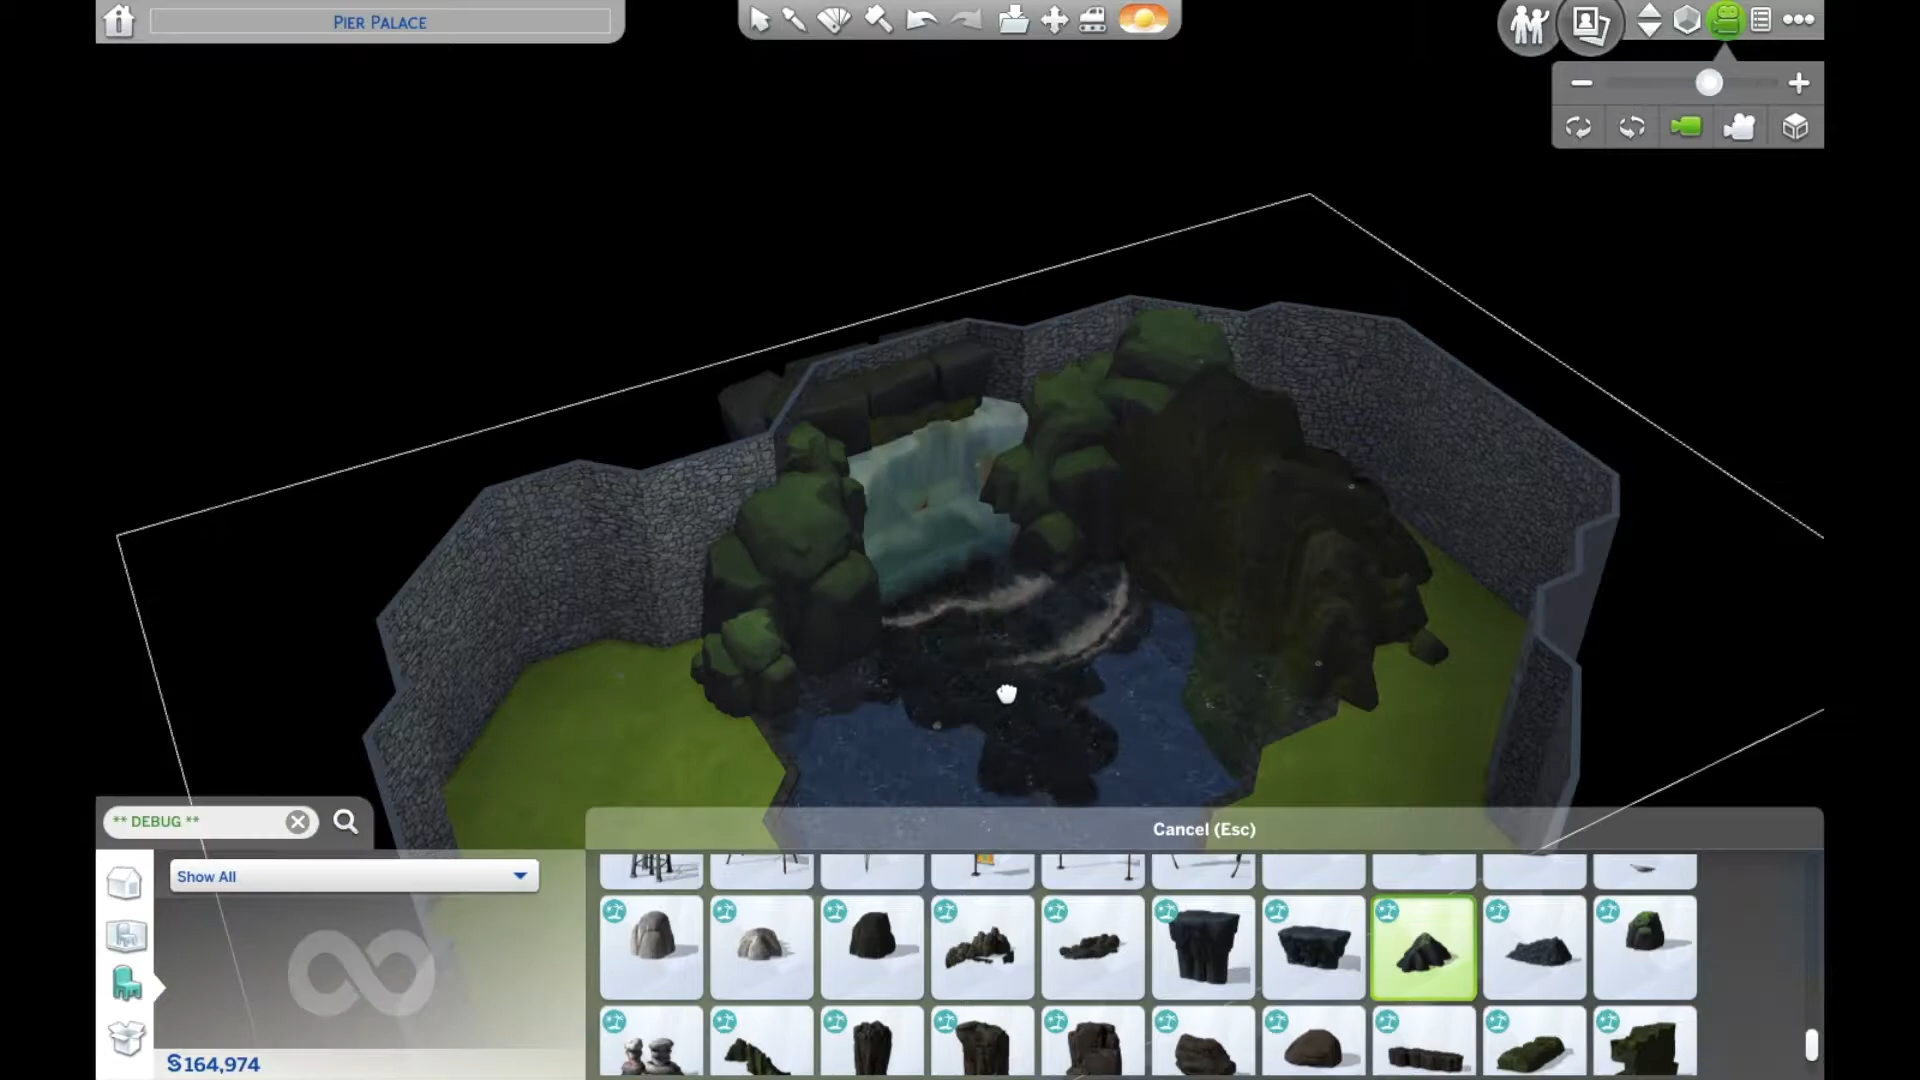 PIER PALACE
** DEBUG **
Cancel (Esc)
Show All
§164,974